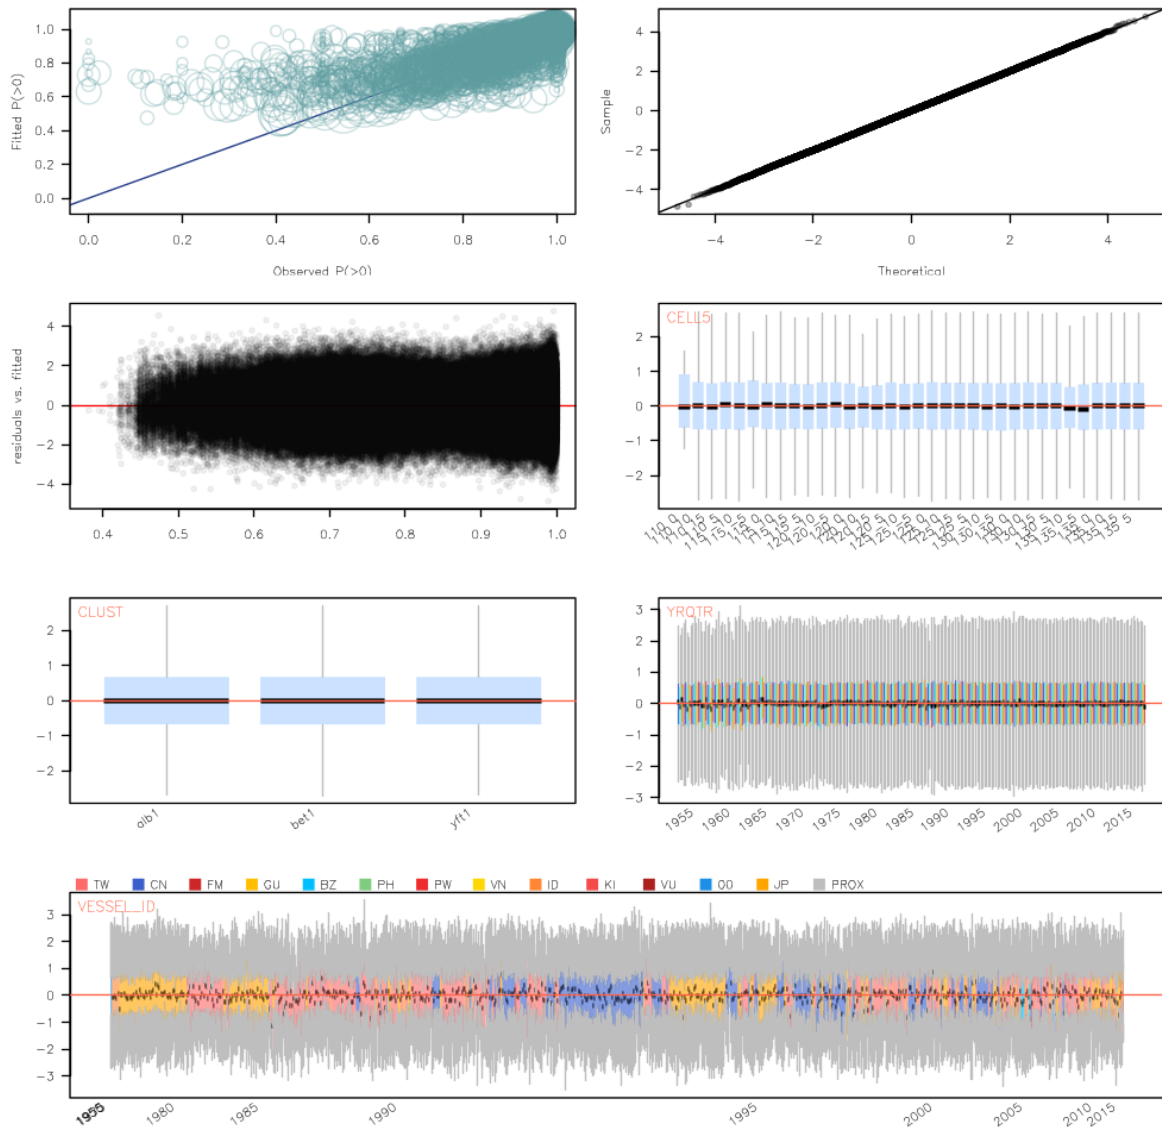 Fitted P(>0)
1.0
0.8
0.6
0.4
0.2
0.0
0.0 0.2 0.4 0.6 0.8 1.0
Observed P(>0)
Sample
4
2
0
−2
−4
−4 −2 0 2 4
Theoretical
residuals vs. fitted
4
2
0
−2
−4
0.4 0.5 0.6 0.7 0.8 0.9 1.0
CELL5
2
1
0
−1
−2
CLUST
2
1
0
−1
−2
alb1 bet1 yft1
YRQTR
3
2
1
0
−1
−2
−3
1955 1960 1965 1970 1975 1980 1985 1990 1995 2000 2005 2010 2015
TW CN FM GU BZ PH PW VN ID KI VU OO JP PROX
VESSEL_ID
3
2
1
0
−1
−2
−3
1955 1980 1985 1990 1995 2000 2005 2010 2015